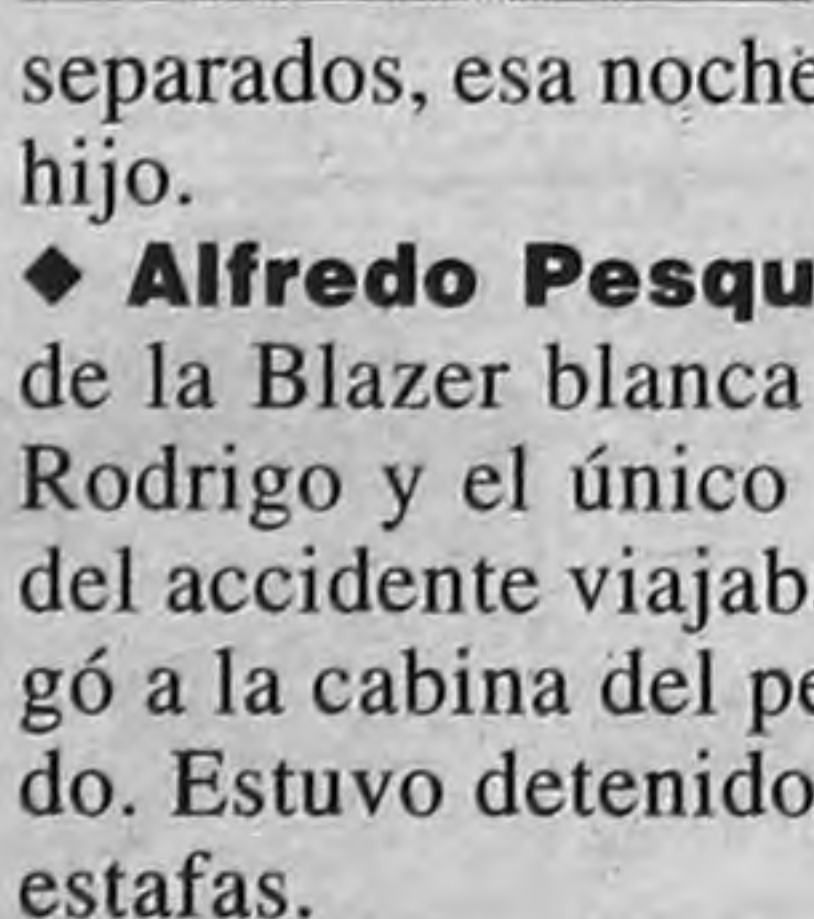 separados, esa noche
hijo.
◆ Alfredo Pesqu
de la Blazer blanca
Rodrigo y el único
del accidente viajab
gó a la cabina del pe
do. Estuvo detenido
estafas.